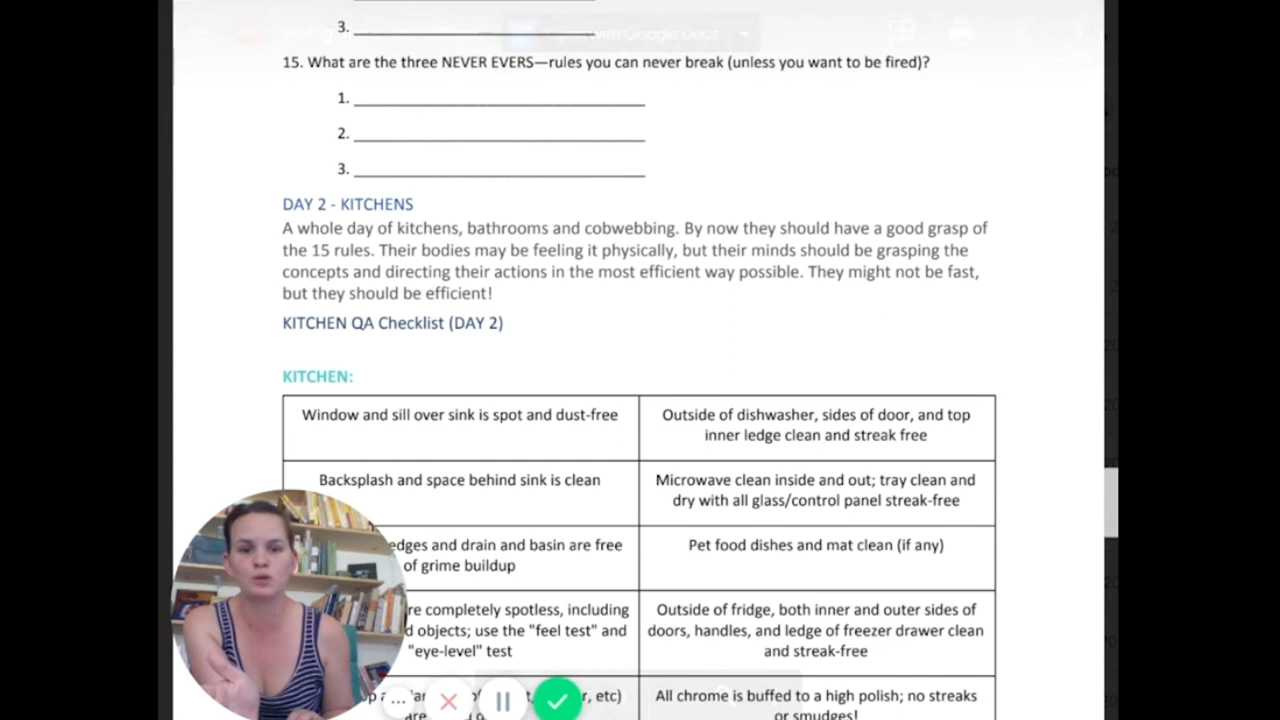 3.
with Google Docs
15. What are the three NEVER EVERS—rules you can never break (unless you want to be fired)?
1.
2.
3.
DAY 2 - KITCHENS
A whole day of kitchens, bathrooms and cobwebbing. By now they should have a good grasp of
the 15 rules. Their bodies may be feeling it physically, but their minds should be grasping the
concepts and directing their actions in the most efficient way possible. They might not be fast,
but they should be efficient!
KITCHEN QA Checklist (DAY 2)
KITCHEN:
Window and sill over sink is spot and dust-free
Outside of dishwasher, sides of door, and top
inner ledge clean and streak free
Backsplash and space behind sink is clean
Microwave clean inside and out; tray clean and
dry with all glass/control panel streak-free
edges and drain and basin are free
of grime buildup
Pet food dishes and mat clean (if any)
completely spotless, including
objects; use the "feel test" and
"eye-level" test
Outside of fridge, both inner and outer sides of
doors, handles, and ledge of freezer drawer clean
and streak-free
etc)
are
All chrome is buffed to a high polish; no streaks
or smudges!